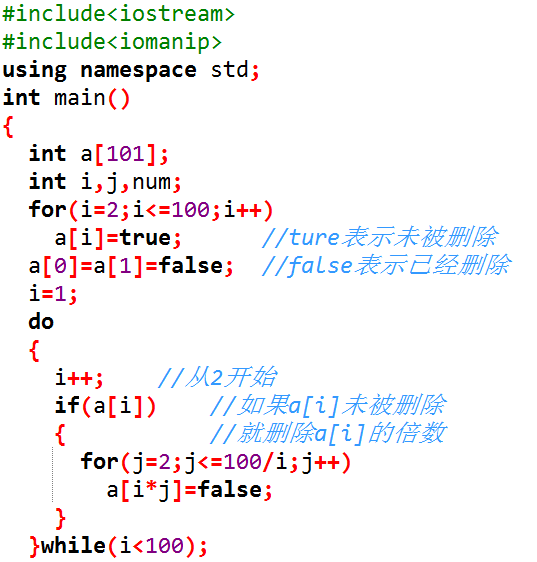 #include<iostream>
#include<iomanip>
using namespace std;
int main()
{
  int a[101];
  int i,j,num;
  for(i=2;i<=100;i++)
    a[i]=true;      //ture表示未被删除
  a[0]=a[1]=false;  //false表示已经删除
  i=1;
  do
  {
    i++;    //从2开始
    if(a[i])    //如果a[i]未被删除
    {           //就删除a[i]的倍数
      for(j=2;j<=100/i;j++)
        a[i*j]=false;
    }
  }while(i<100);